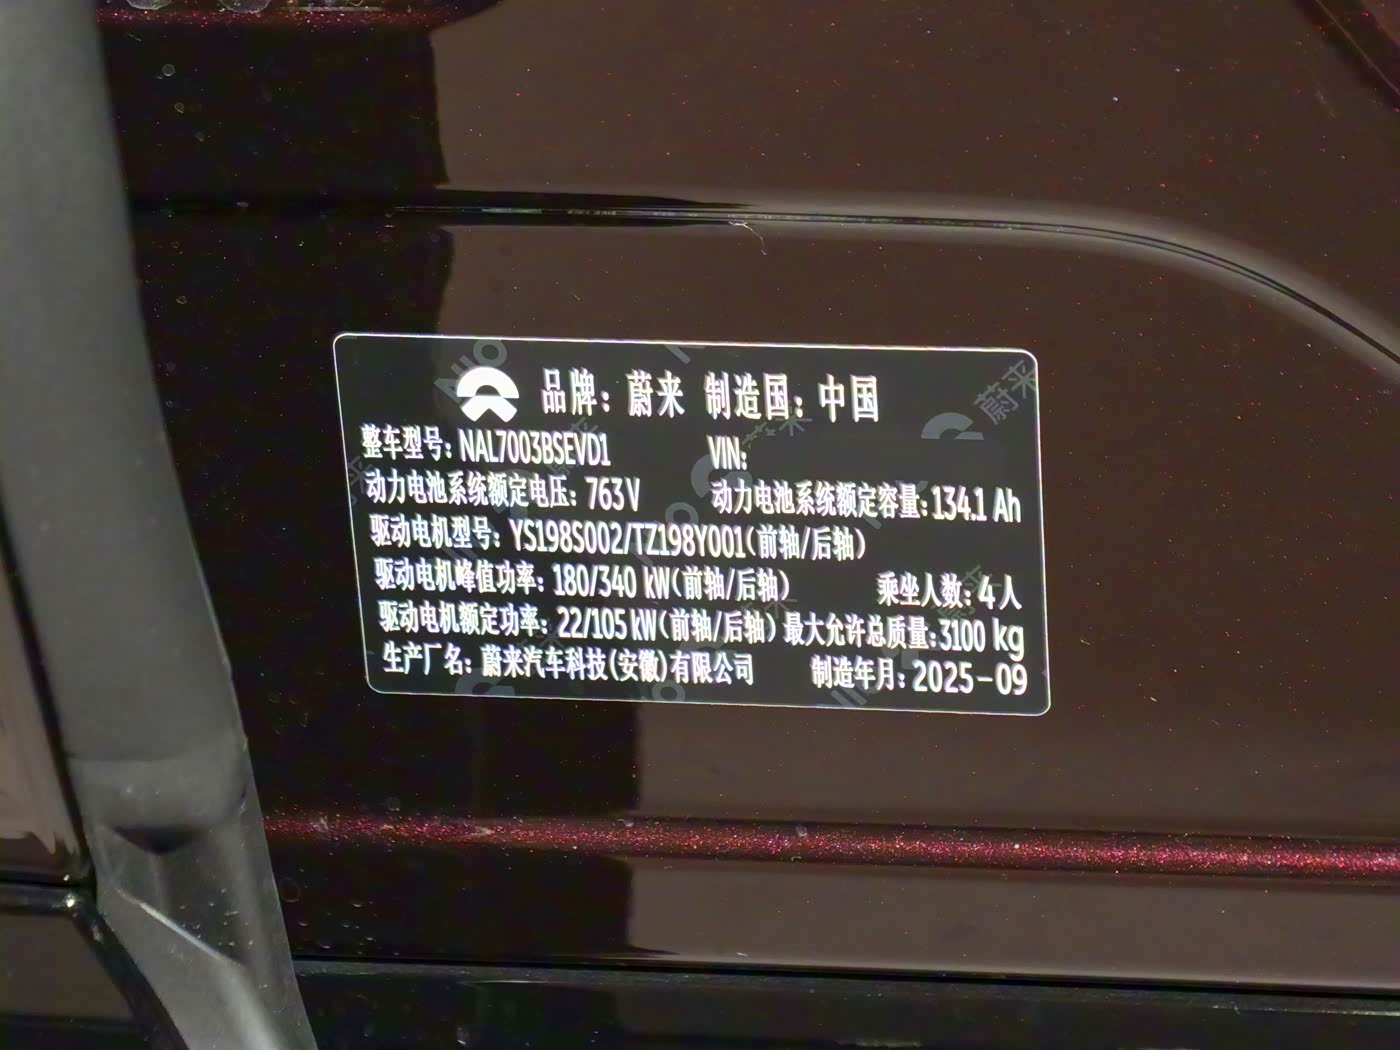 品牌：蔚来 制造国：中国
整车型号：NAL7003BSEVD1 VIN:
动力电池系统额定电压：763V 动力电池系统额定容量：134.1 Ah
驱动电机型号：YS198S002/TZ198Y001(前轴/后轴)
驱动电机峰值功率：180/340 kW(前轴/后轴) 乘坐人数：4人
驱动电机额定功率：22/105kW(前轴/后轴) 最大允许总质量：3100 kg
生产厂名：蔚来汽车科技(安徽)有限公司 制造年月：2025-09